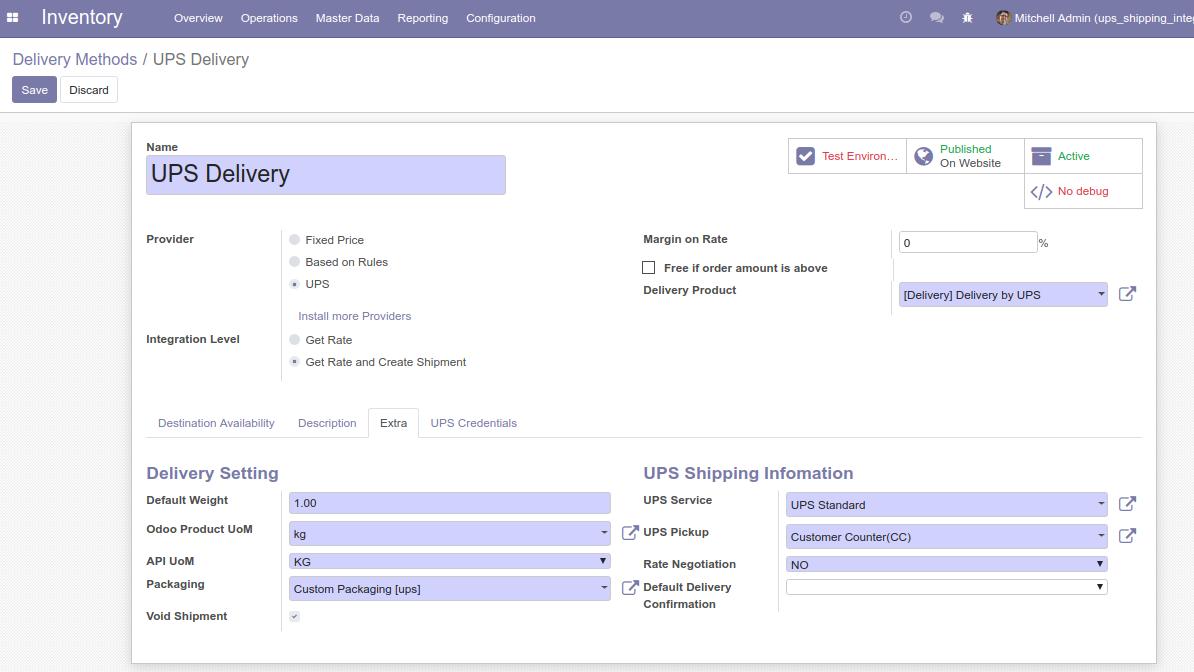 Inventory Overview Operations Master Data Reporting Configuration Mitchell Admin (ups_shipping_inte
Delivery Methods / UPS Delivery
Save Discard
Name
UPS Delivery
Test Environ... Published On Website Active
No debug
Provider
Fixed Price
Based on Rules
UPS
Install more Providers
Integration Level
Get Rate
Get Rate and Create Shipment
Margin on Rate 0 %
Free if order amount is above
Delivery Product [Delivery] Delivery by UPS
Destination Availability Description Extra UPS Credentials
Delivery Setting
Default Weight 1.00
Odoo Product UoM kg
API UoM KG
Packaging Custom Packaging [ups]
Void Shipment
UPS Shipping Infomation
UPS Service UPS Standard
UPS Pickup Customer Counter(CC)
Rate Negotiation NO
Default Delivery
Confirmation